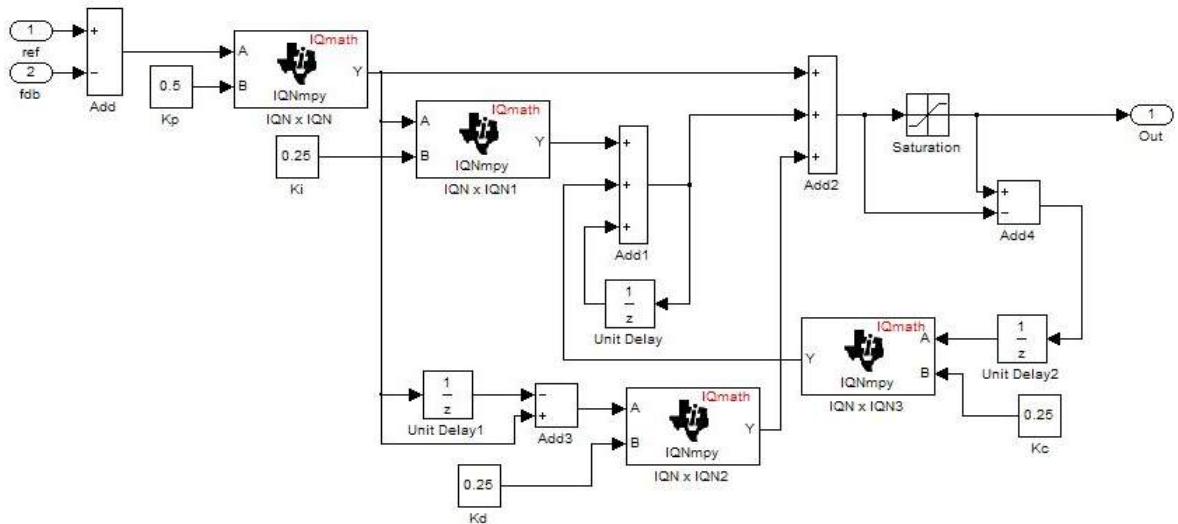 1
ref
2
fdb
+
−
Add
0.5
Kp
IQmath
A
B
Y
IQNmpy
IQN x IQN
0.25
Ki
IQmath
A
B
Y
IQNmpy
IQN x IQN1
+
+
+
Add1
1
z
Unit Delay
+
+
+
Add2
Saturation
1
Out
+
−
Add4
1
z
Unit Delay2
IQmath
A
B
Y
IQNmpy
IQN x IQN3
0.25
Kc
1
z
Unit Delay1
−
+
Add3
IQmath
A
B
Y
IQNmpy
IQN x IQN2
0.25
Kd